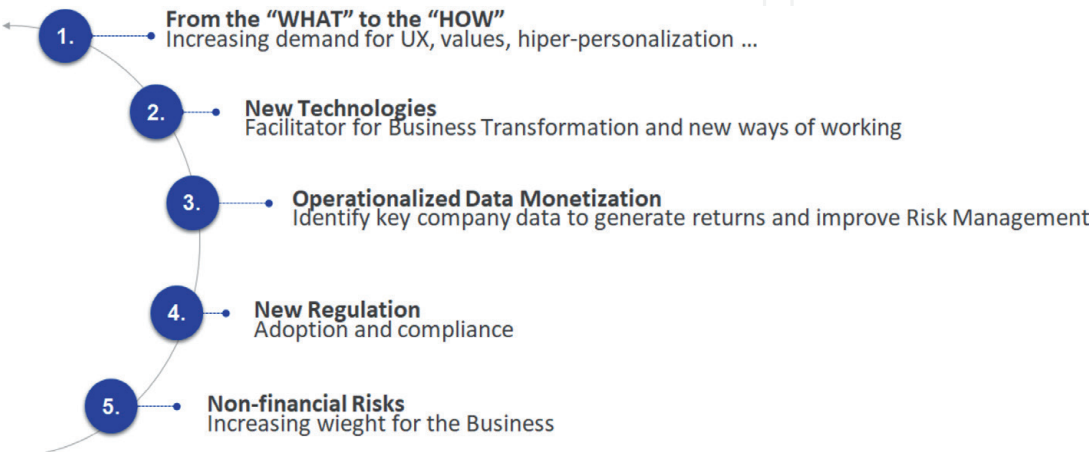 1.
From the “WHAT” to the “HOW”
Increasing demand for UX, values, hiper-personalization ...
2.
New Technologies
Facilitator for Business Transformation and new ways of working
3.
Operationalized Data Monetization
Identify key company data to generate returns and improve Risk Management
4.
New Regulation
Adoption and compliance
5.
Non-financial Risks
Increasing wieght for the Business